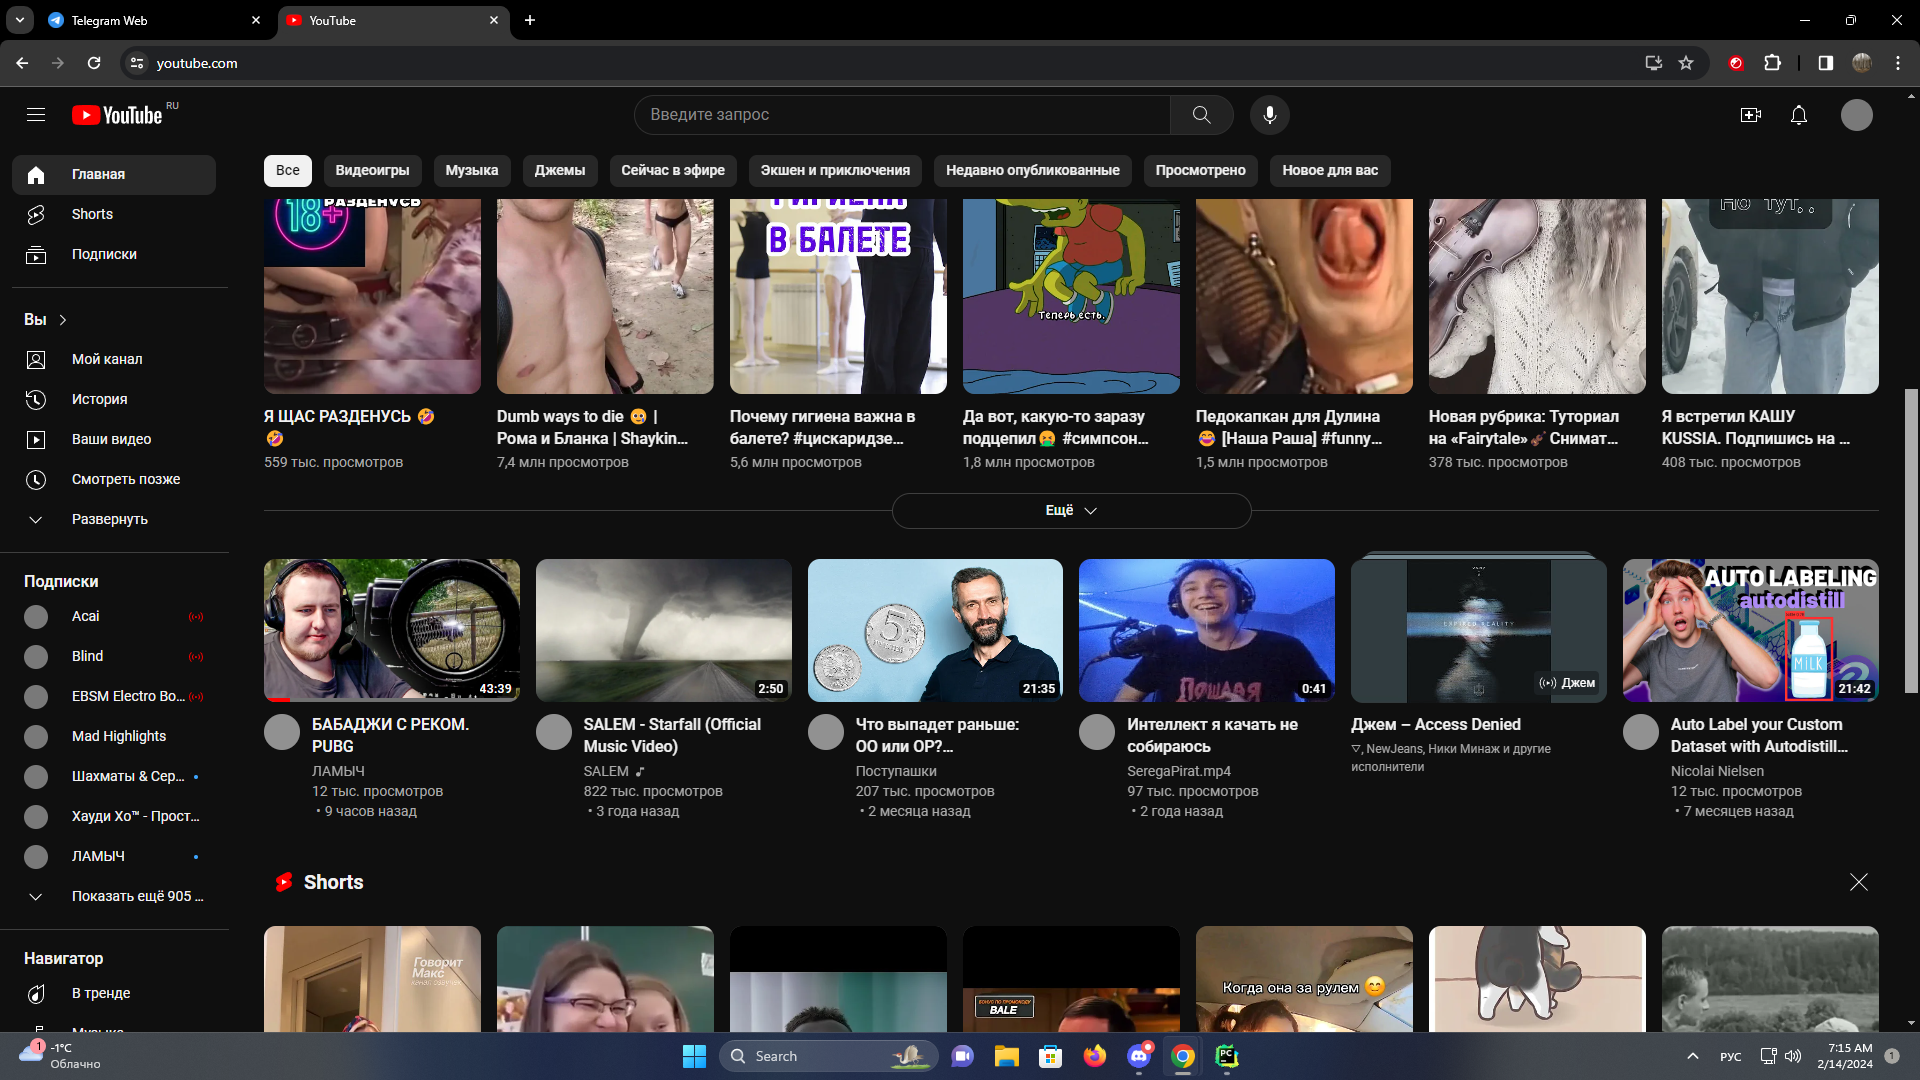 Telegram Web
YouTube
youtube.com
YouTube RU
Введите запрос
Главная
Shorts
Подписки
Вы
Мой канал
История
Ваши видео
Смотреть позже
Развернуть
Подписки
Acai
Blind
EBSM Electro Bo...
Mad Highlights
Шахматы & Сер...
Хауди Хо™ - Прост...
ЛАМЫЧ
Показать ещё 905 ...
Навигатор
В тренде
Музыка
Все
Видеоигры
Музыка
Джемы
Сейчас в эфире
Экшен и приключения
Недавно опубликованные
Просмотрено
Новое для вас
18+
РАЗДЕНУСЬ
ГИГИЕНА
В БАЛЕТЕ
Теперь есть.
Но тут..
Я ЩАС РАЗДЕНУСЬ 🤣
🤣
559 тыс. просмотров
Dumb ways to die 🥲 |
Рома и Бланка | Shaykin...
7,4 млн просмотров
Почему гигиена важна в
балете? #цискаридзе...
5,6 млн просмотров
Да вот, какую-то заразу
подцепил🤮 #симпсон...
1,8 млн просмотров
Педокапкан для Дулина
😂 [Наша Раша] #funny...
1,5 млн просмотров
Новая рубрика: Туториал
на «Fairytale»🎻 Снимат...
378 тыс. просмотров
Я встретил КАШУ
KUSSIA. Подпишись на ...
408 тыс. просмотров
Ещё
43:39
БАБАДЖИ С РЕКОМ.
PUBG
ЛАМЫЧ
12 тыс. просмотров
• 9 часов назад
2:50
SALEM - Starfall (Official
Music Video)
SALEM
822 тыс. просмотров
• 3 года назад
5
21:35
Что выпадет раньше:
ОО или ОР?...
Поступашки
207 тыс. просмотров
• 2 месяца назад
ПОШЛАЯ
0:41
Интеллект я качать не
собираюсь
SeregaPirat.mp4
97 тыс. просмотров
• 2 года назад
EXPIRED REALITY
Джем
Джем – Access Denied
▽, NewJeans, Ники Минаж и другие
исполнители
AUTO LABELING
autodistill
MILK
21:42
Auto Label your Custom
Dataset with Autodistill...
Nicolai Nielsen
12 тыс. просмотров
• 7 месяцев назад
Shorts
Говорит
Макс
БОНУС ПО ПРОМОКОДУ
BALE
Когда она за рулем 😊
1
-1°C
Облачно
Search
PC
РУС
7:15 AM
2/14/2024
1